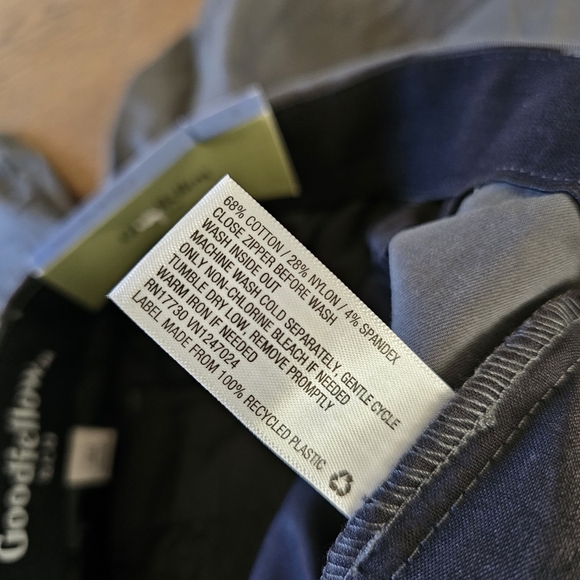 68% COTTON / 28% NYLON / 4% SPANDEX
CLOSE ZIPPER BEFORE WASH
WASH INSIDE OUT
MACHINE WASH COLD SEPARATELY, GENTLE CYCLE
ONLY NON CHLORINE BLEACH IF NEEDED
TUMBLE DRY LOW, REMOVE PROMPTLY
WARM IRON IF NEEDED
RN17730 VN1247024
LABEL MADE FROM 100% RECYCLED PLASTIC
Goodfellow